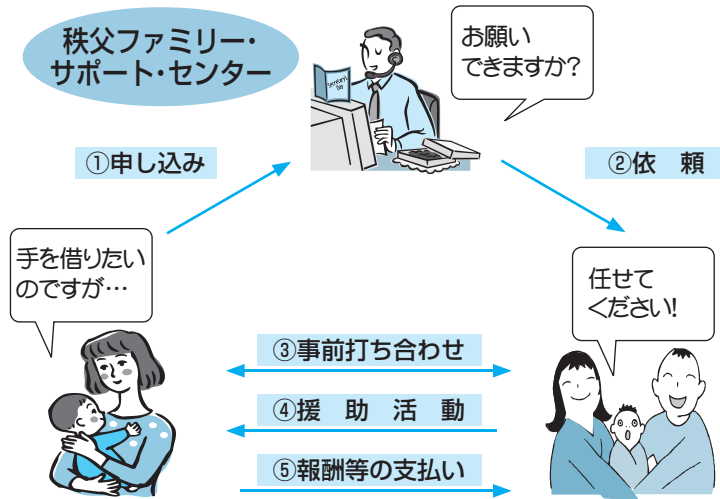 秩父ファミリー・
サポート・センター
お願い
できますか?
①申し込み
②依　頼
手を借りたい
のですが…
任せて
ください!
③事前打ち合わせ
④援　助　活　動
⑤報酬等の支払い